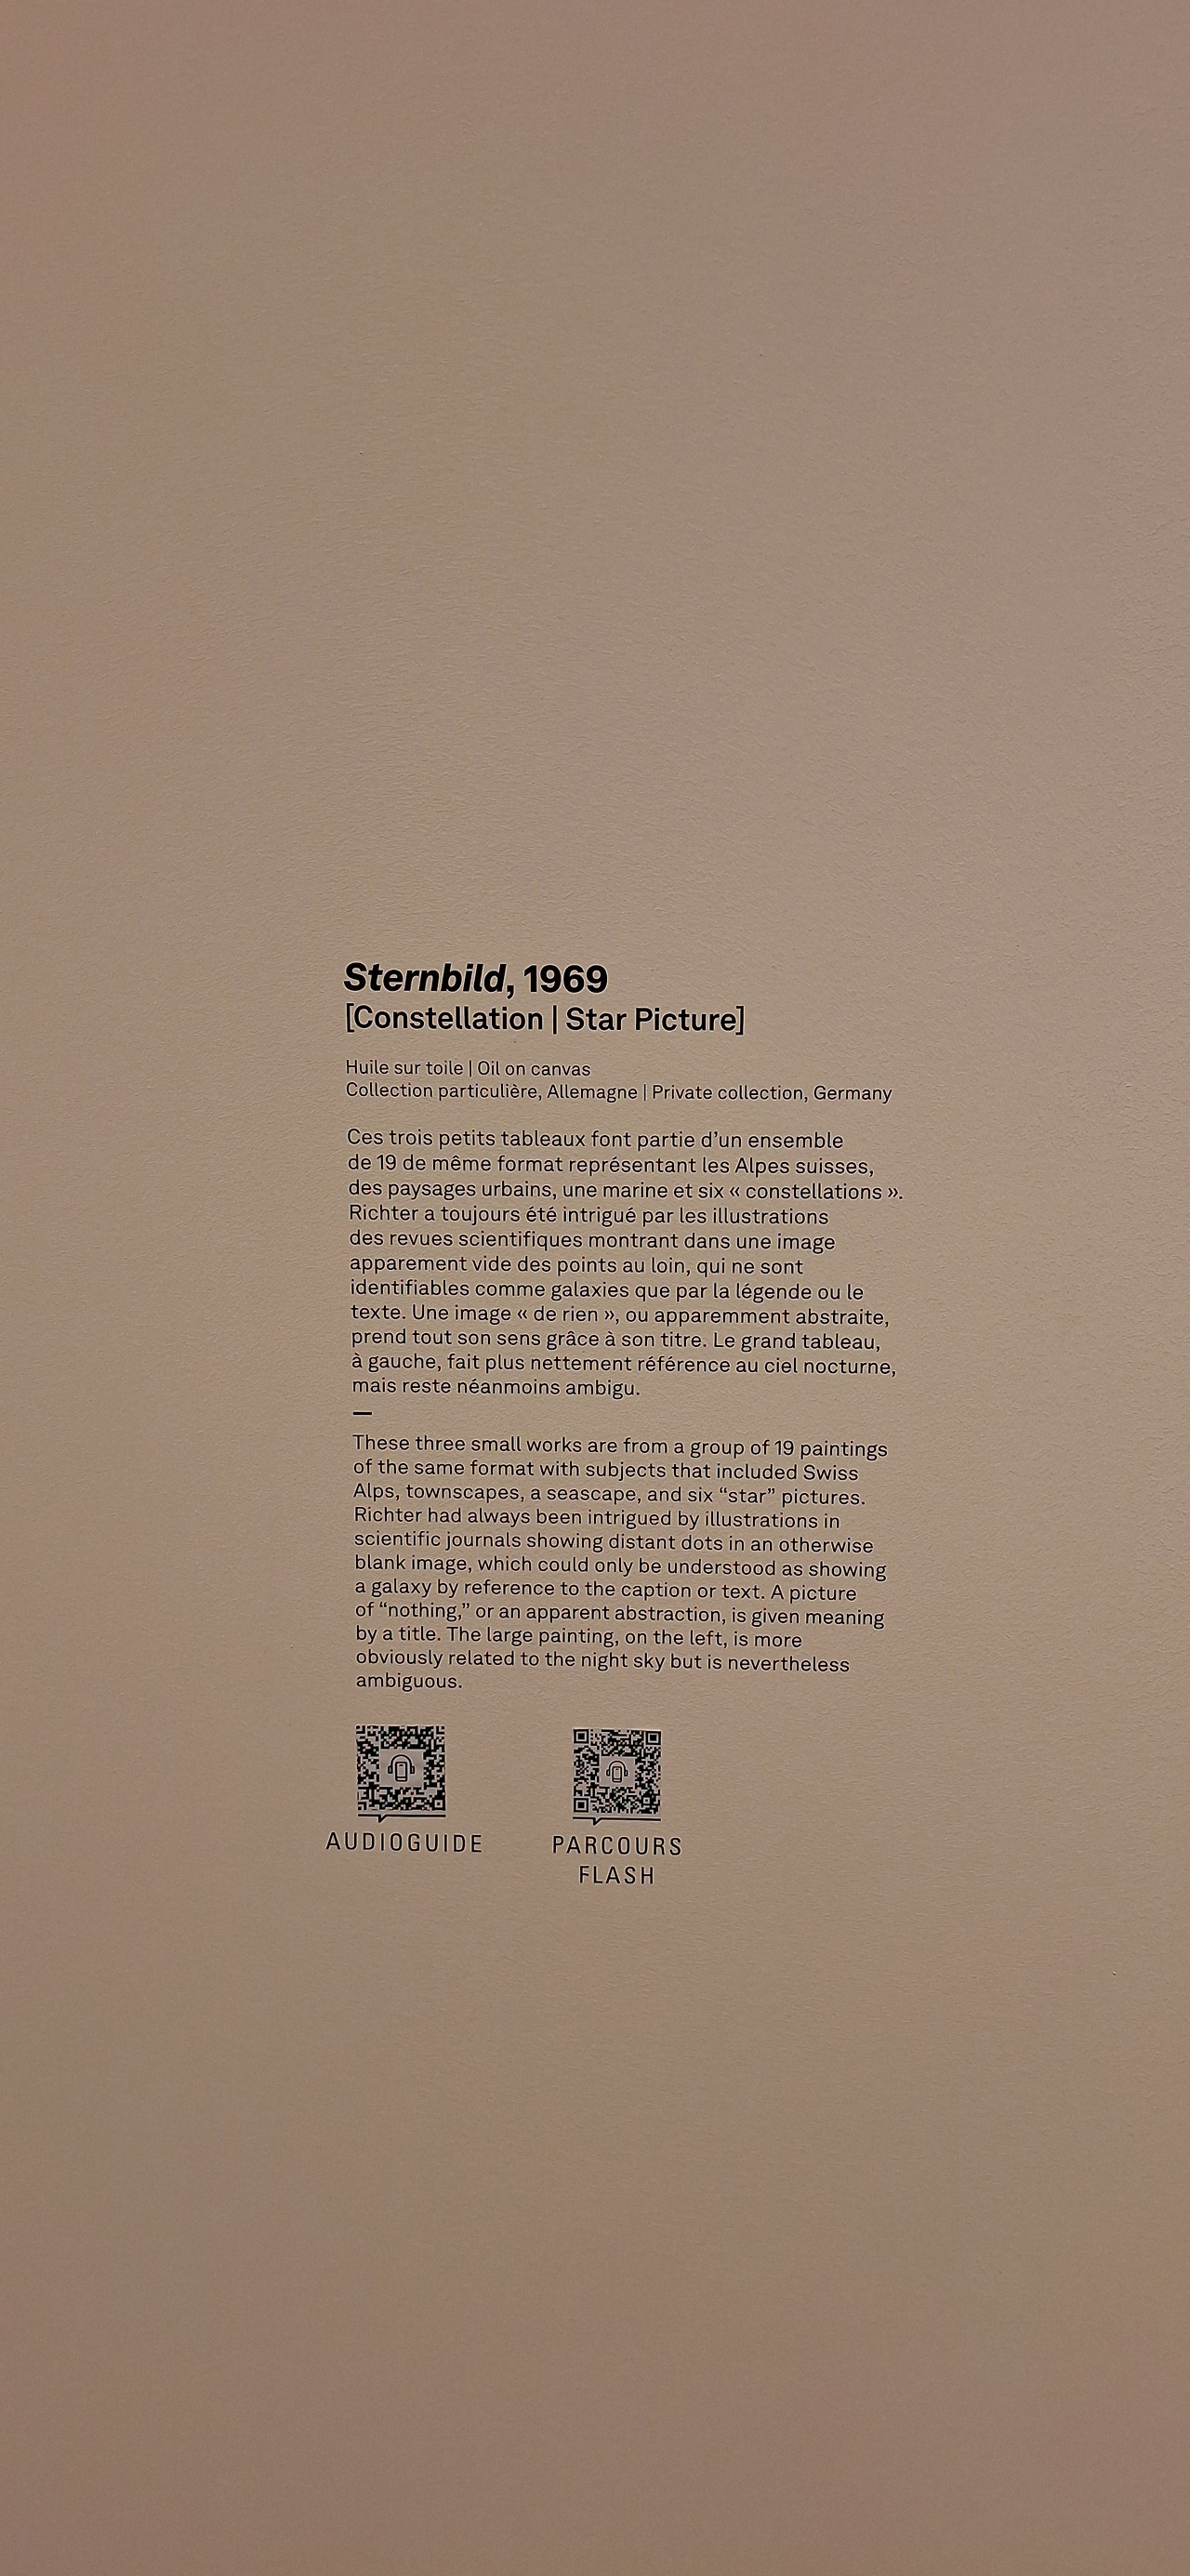 Sternbild, 1969
[Constellation | Star Picture]
Huile sur toile | Oil on canvas
Collection particulière, Allemagne | Private collection, Germany
Ces trois petits tableaux font partie d’un ensemble
de 19 de même format représentant les Alpes suisses,
des paysages urbains, une marine et six « constellations ».
Richter a toujours été intrigué par les illustrations
des revues scientifiques montrant dans une image
apparement vide des points au loin, qui ne sont
identifiables comme galaxies que par la légende ou le
texte. Une image « de rien », ou apparemment abstraite,
prend tout son sens grâce à son titre. Le grand tableau,
à gauche, fait plus nettement référence au ciel nocturne,
mais reste néanmoins ambigu.
—
These three small works are from a group of 19 paintings
of the same format with subjects that included Swiss
Alps, townscapes, a seascape, and six “star” pictures.
Richter had always been intrigued by illustrations in
scientific journals showing distant dots in an otherwise
blank image, which could only be understood as showing
a galaxy by reference to the caption or text. A picture
of “nothing,” or an apparent abstraction, is given meaning
by a title. The large painting, on the left, is more
obviously related to the night sky but is nevertheless
ambiguous.
AUDIOGUIDE
PARCOURS
FLASH